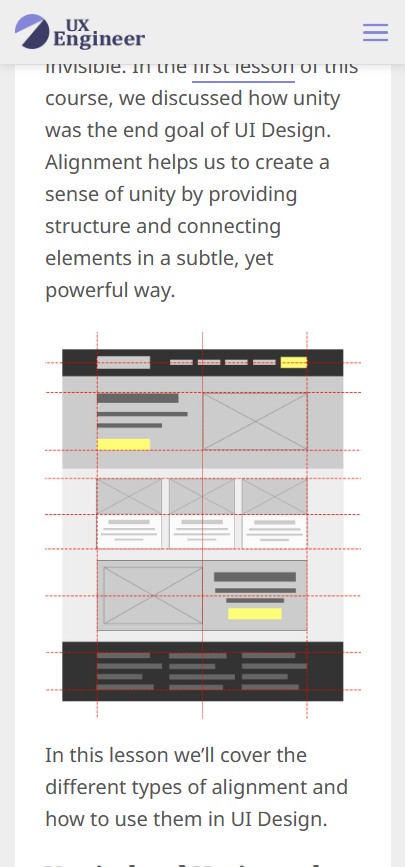 UX
Engineer
invisible. In the first lesson of this
course, we discussed how unity
was the end goal of UI Design.
Alignment helps us to create a
sense of unity by providing
structure and connecting
elements in a subtle, yet
powerful way.
In this lesson we'll cover the
different types of alignment and
how to use them in UI Design.